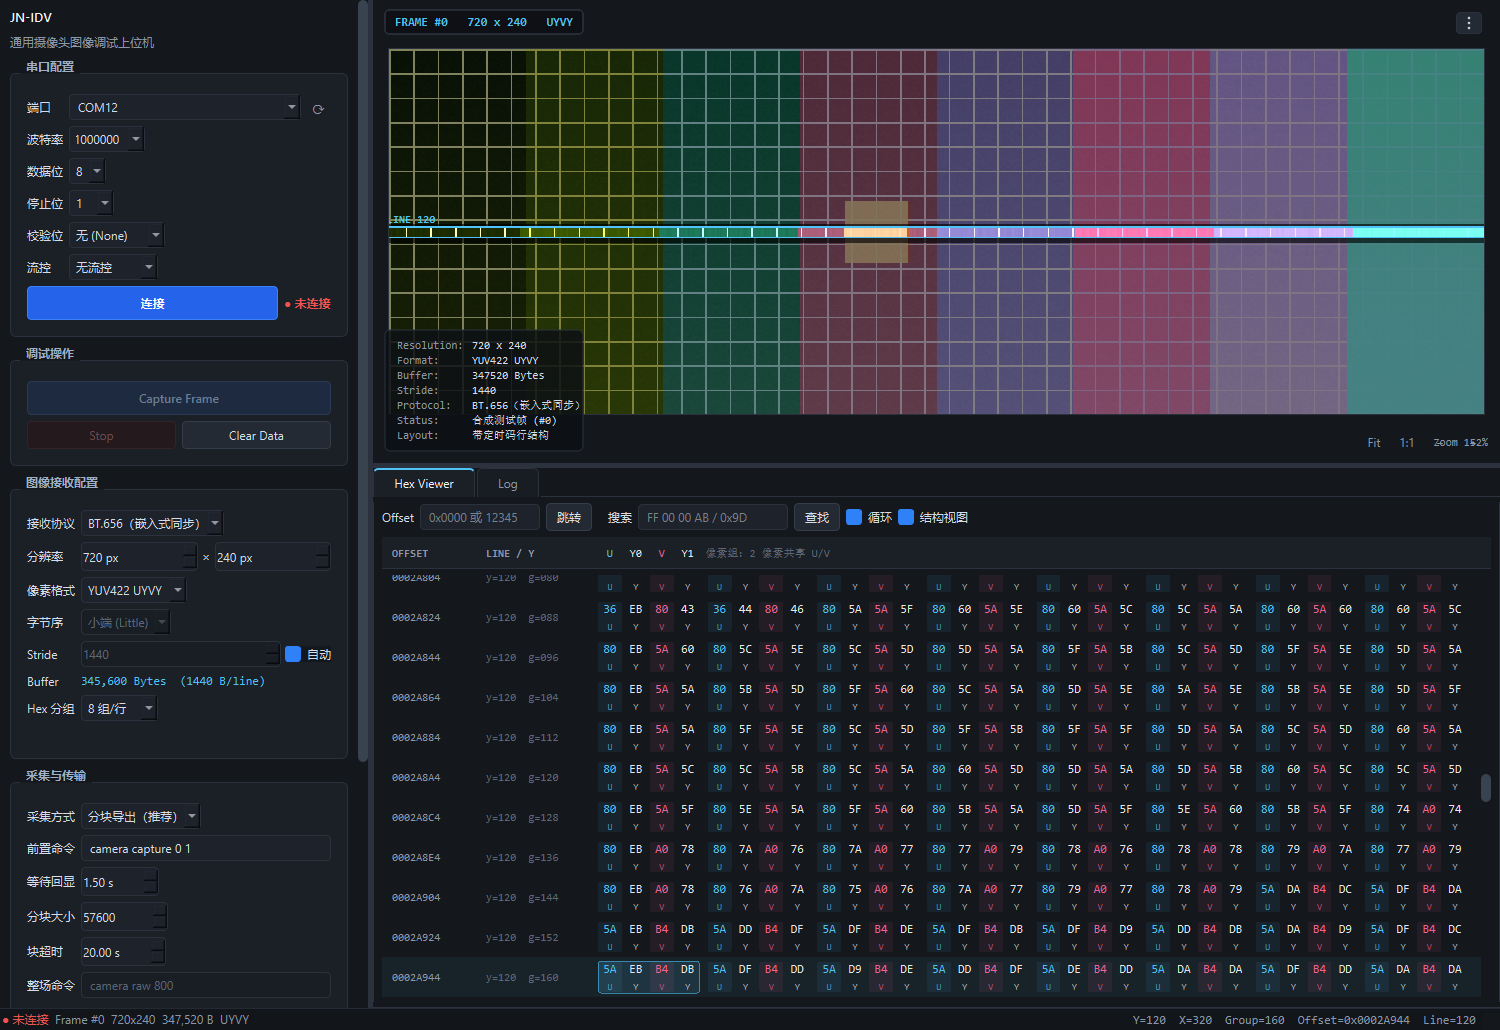 JN-IDV
通用摄像头图像调试上位机
串口配置
端口 COM12
波特率 1000000
数据位 8
停止位 1
校验位 无 (None)
流控 无流控
连接 ● 未连接
调试操作
Capture Frame
Stop Clear Data
图像接收配置
接收协议 BT.656（嵌入式同步）
分辨率 720 px × 240 px
像素格式 YUV422 UYVY
字节序 小端 (Little)
Stride 1440 自动
Buffer 345,600 Bytes (1440 B/line)
Hex 分组 8 组/行
采集与传输
采集方式 分块导出（推荐）
前置命令 camera capture 0 1
等待回显 1.50 s
分块大小 57600
块超时 20.00 s
整场命令 camera raw 800
FRAME #0 720 x 240 UYVY
LINE 120
Resolution: 720 x 240
Format: YUV422 UYVY
Buffer: 347520 Bytes
Stride: 1440
Protocol: BT.656（嵌入式同步）
Status: 合成测试帧 (#0)
Layout: 带定时码行结构
Fit 1:1 Zoom 152%
Hex Viewer Log
Offset 0x0000 或 12345 跳转 搜索 FF 00 00 AB / 0x9D 查找 循环 结构视图
OFFSET LINE / Y U Y0 V Y1 像素组: 2 像素共享 U/V
0002A804 y=120 g=080
U Y V Y U Y V Y U Y V Y U Y V Y U Y V Y U Y V Y U Y V Y U Y V Y
0002A824 y=120 g=088 36 EB 80 43 36 44 80 46 80 5A 5A 5F 80 60 5A 5E 80 60 5A 5C 80 5C 5A 5A 80 60 5A 60 80 60 5A 5C
U Y V Y U Y V Y U Y V Y U Y V Y U Y V Y U Y V Y U Y V Y U Y V Y
0002A844 y=120 g=096 80 EB 5A 60 80 5C 5A 5E 80 5C 5A 5D 80 5D 5A 5A 80 5F 5A 5B 80 5C 5A 5D 80 5F 5A 5E 80 5D 5A 5A
U Y V Y U Y V Y U Y V Y U Y V Y U Y V Y U Y V Y U Y V Y U Y V Y
0002A864 y=120 g=104 80 EB 5A 5A 80 5B 5A 5D 80 5F 5A 60 80 5C 5A 5A 80 5D 5A 5E 80 5A 5A 5E 80 5B 5A 5E 80 5D 5A 5F
U Y V Y U Y V Y U Y V Y U Y V Y U Y V Y U Y V Y U Y V Y U Y V Y
0002A884 y=120 g=112 80 EB 5A 5A 80 5F 5A 5E 80 5C 5A 5D 80 5F 5A 5B 80 5F 5A 5F 80 5D 5A 5A 80 5C 5A 5D 80 60 5A 5A
U Y V Y U Y V Y U Y V Y U Y V Y U Y V Y U Y V Y U Y V Y U Y V Y
0002A8A4 y=120 g=120 80 EB 5A 5C 80 5C 5A 5B 80 5C 5A 5A 80 60 5A 5D 80 5D 5A 5A 80 5D 5A 5B 80 60 5A 5C 80 5C 5A 5D
U Y V Y U Y V Y U Y V Y U Y V Y U Y V Y U Y V Y U Y V Y U Y V Y
0002A8C4 y=120 g=128 80 EB 5A 5F 80 5E 5A 5A 80 5F 5A 60 80 5B 5A 5A 80 5D 5A 5F 80 5E 5A 60 80 5B 5A 5F 80 74 A0 74
U Y V Y U Y V Y U Y V Y U Y V Y U Y V Y U Y V Y U Y V Y U Y V Y
0002A8E4 y=120 g=136 80 EB A0 78 80 7A A0 76 80 7A A0 77 80 77 A0 79 80 78 A0 76 80 78 A0 78 80 79 A0 7A 80 77 A0 79
U Y V Y U Y V Y U Y V Y U Y V Y U Y V Y U Y V Y U Y V Y U Y V Y
0002A904 y=120 g=144 80 EB A0 78 80 76 A0 7A 80 75 A0 76 80 7A A0 77 80 79 A0 77 80 78 A0 79 5A DA B4 DC 5A DF B4 DA
U Y V Y U Y V Y U Y V Y U Y V Y U Y V Y U Y V Y U Y V Y U Y V Y
0002A924 y=120 g=152 5A EB B4 DB 5A DD B4 DF 5A DF B4 DE 5A DF B4 DB 5A DF B4 D9 5A DD B4 DB 5A DA B4 D9 5A DF B4 DC
U Y V Y U Y V Y U Y V Y U Y V Y U Y V Y U Y V Y U Y V Y U Y V Y
0002A944 y=120 g=160 5A EB B4 DB 5A DF B4 DD 5A D9 B4 DE 5A DD B4 DF 5A DE B4 DD 5A DA B4 DA 5A DF B4 DD 5A DA B4 DA
U Y V Y U Y V Y U Y V Y U Y V Y U Y V Y U Y V Y U Y V Y U Y V Y
● 未连接 Frame #0 720x240 347,520 B UYVY Y=120 X=320 Group=160 Offset=0x0002A944 Line=120